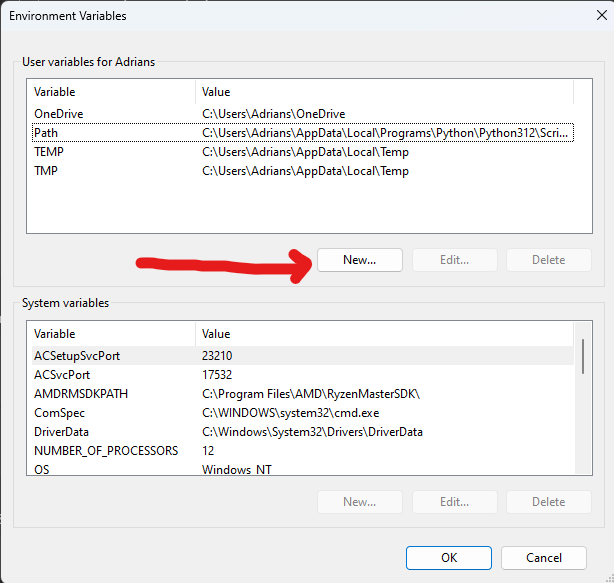 Environment Variables
User variables for Adrians
Variable Value
OneDrive C:\Users\Adrians\OneDrive
Path C:\Users\Adrians\AppData\Local\Programs\Python\Python312\Scri...
TEMP C:\Users\Adrians\AppData\Local\Temp
TMP C:\Users\Adrians\AppData\Local\Temp
New... Edit... Delete
System variables
Variable Value
ACSetupSvcPort 23210
ACSvcPort 17532
AMDRMSDKPATH C:\Program Files\AMD\RyzenMasterSDK\
ComSpec C:\WINDOWS\system32\cmd.exe
DriverData C:\Windows\System32\Drivers\DriverData
NUMBER_OF_PROCESSORS 12
OS Windows_NT
New... Edit... Delete
OK Cancel